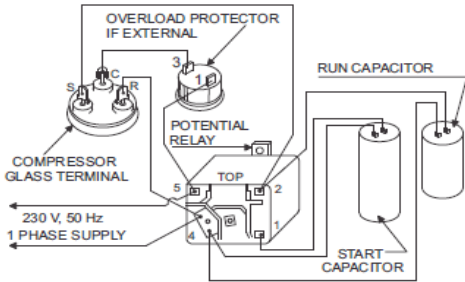 OVERLOAD PROTECTOR
IF EXTERNAL
3
1
S
C
R
RUN CAPACITOR
POTENTIAL
RELAY
COMPRESSOR
GLASS TERMINAL
TOP
5
2
230 V, 50 Hz
1 PHASE SUPPLY
4
1
START
CAPACITOR